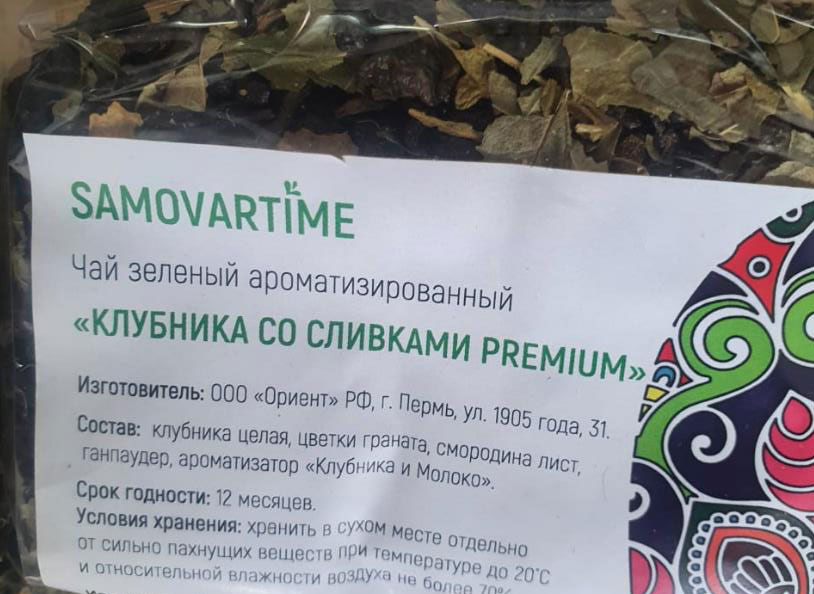 SAMOVARTIME
Чай зеленый ароматизированный
«КЛУБНИКА СО СЛИВКАМИ PREMIUM»
Изготовитель: ООО «Ориент» РФ, г. Пермь, ул. 1905 года, 31.
Состав: клубника целая, цветки граната, смородина лист,
ганпаудер, ароматизатор «Клубника и Молоко».
Срок годности: 12 месяцев.
Условия хранения: хранить в сухом месте отдельно
от сильно пахнущих веществ при температуре до 20°С
и относительной влажности воздуха не более 70%